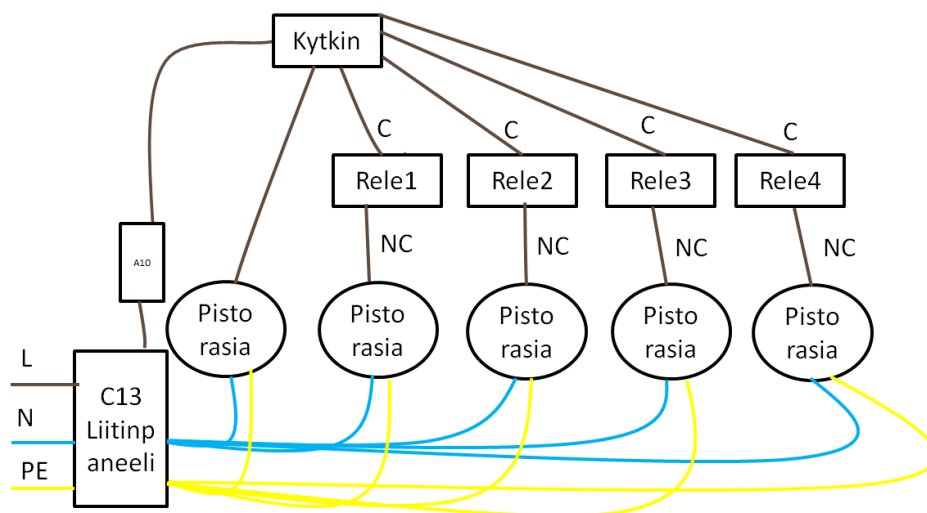 Kytkin
C
C
C
C
Rele1
Rele2
Rele3
Rele4
NC
NC
NC
NC
A10
Pisto
rasia
Pisto
rasia
Pisto
rasia
Pisto
rasia
Pisto
rasia
L
N
PE
C13
Liitinp
aneeli